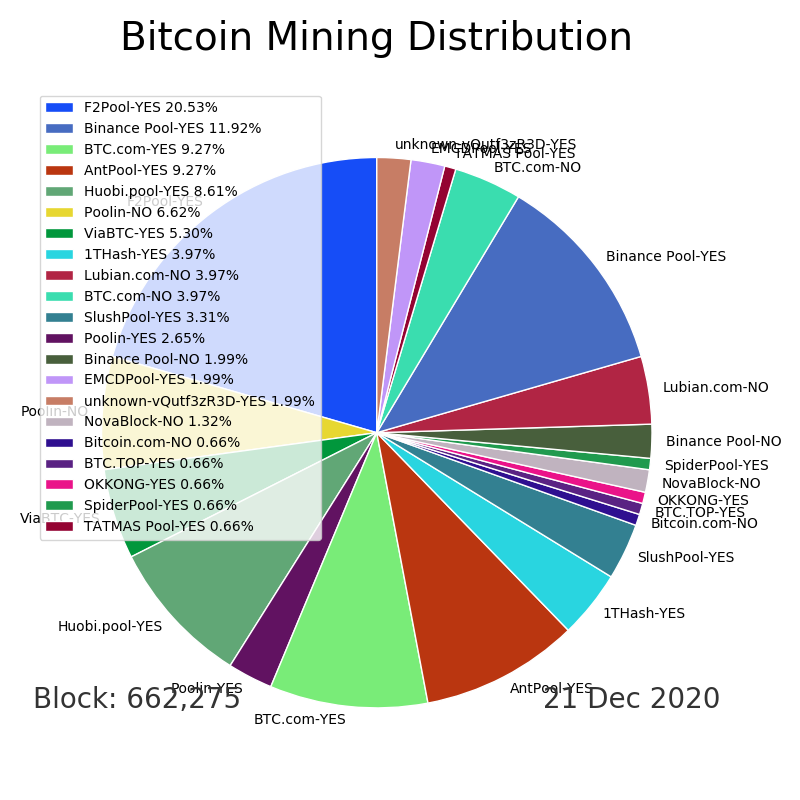 Bitcoin Mining Distribution
F2Pool-YES 20.53%
Binance Pool-YES 11.92%
BTC.com-YES 9.27%
AntPool-YES 9.27%
Huobi.pool-YES 8.61%
Poolin-NO 6.62%
ViaBTC-YES 5.30%
1THash-YES 3.97%
Lubian.com-NO 3.97%
BTC.com-NO 3.97%
SlushPool-YES 3.31%
Poolin-YES 2.65%
Binance Pool-NO 1.99%
EMCDPool-YES 1.99%
unknown-vQutf3zR3D-YES 1.99%
NovaBlock-NO 1.32%
Bitcoin.com-NO 0.66%
BTC.TOP-YES 0.66%
OKKONG-YES 0.66%
SpiderPool-YES 0.66%
TATMAS Pool-YES 0.66%
unknown-vQutf3zR3D-YES
EMCDPool-YES
TATMAS Pool-YES
BTC.com-NO
Binance Pool-YES
Lubian.com-NO
Binance Pool-NO
SpiderPool-YES
NovaBlock-NO
OKKONG-YES
BTC.TOP-YES
Bitcoin.com-NO
SlushPool-YES
1THash-YES
AntPool-YES
BTC.com-YES
Poolin-YES
Huobi.pool-YES
ViaBTC-YES
Poolin-NO
F2Pool-YES
Block: 662,275
21 Dec 2020